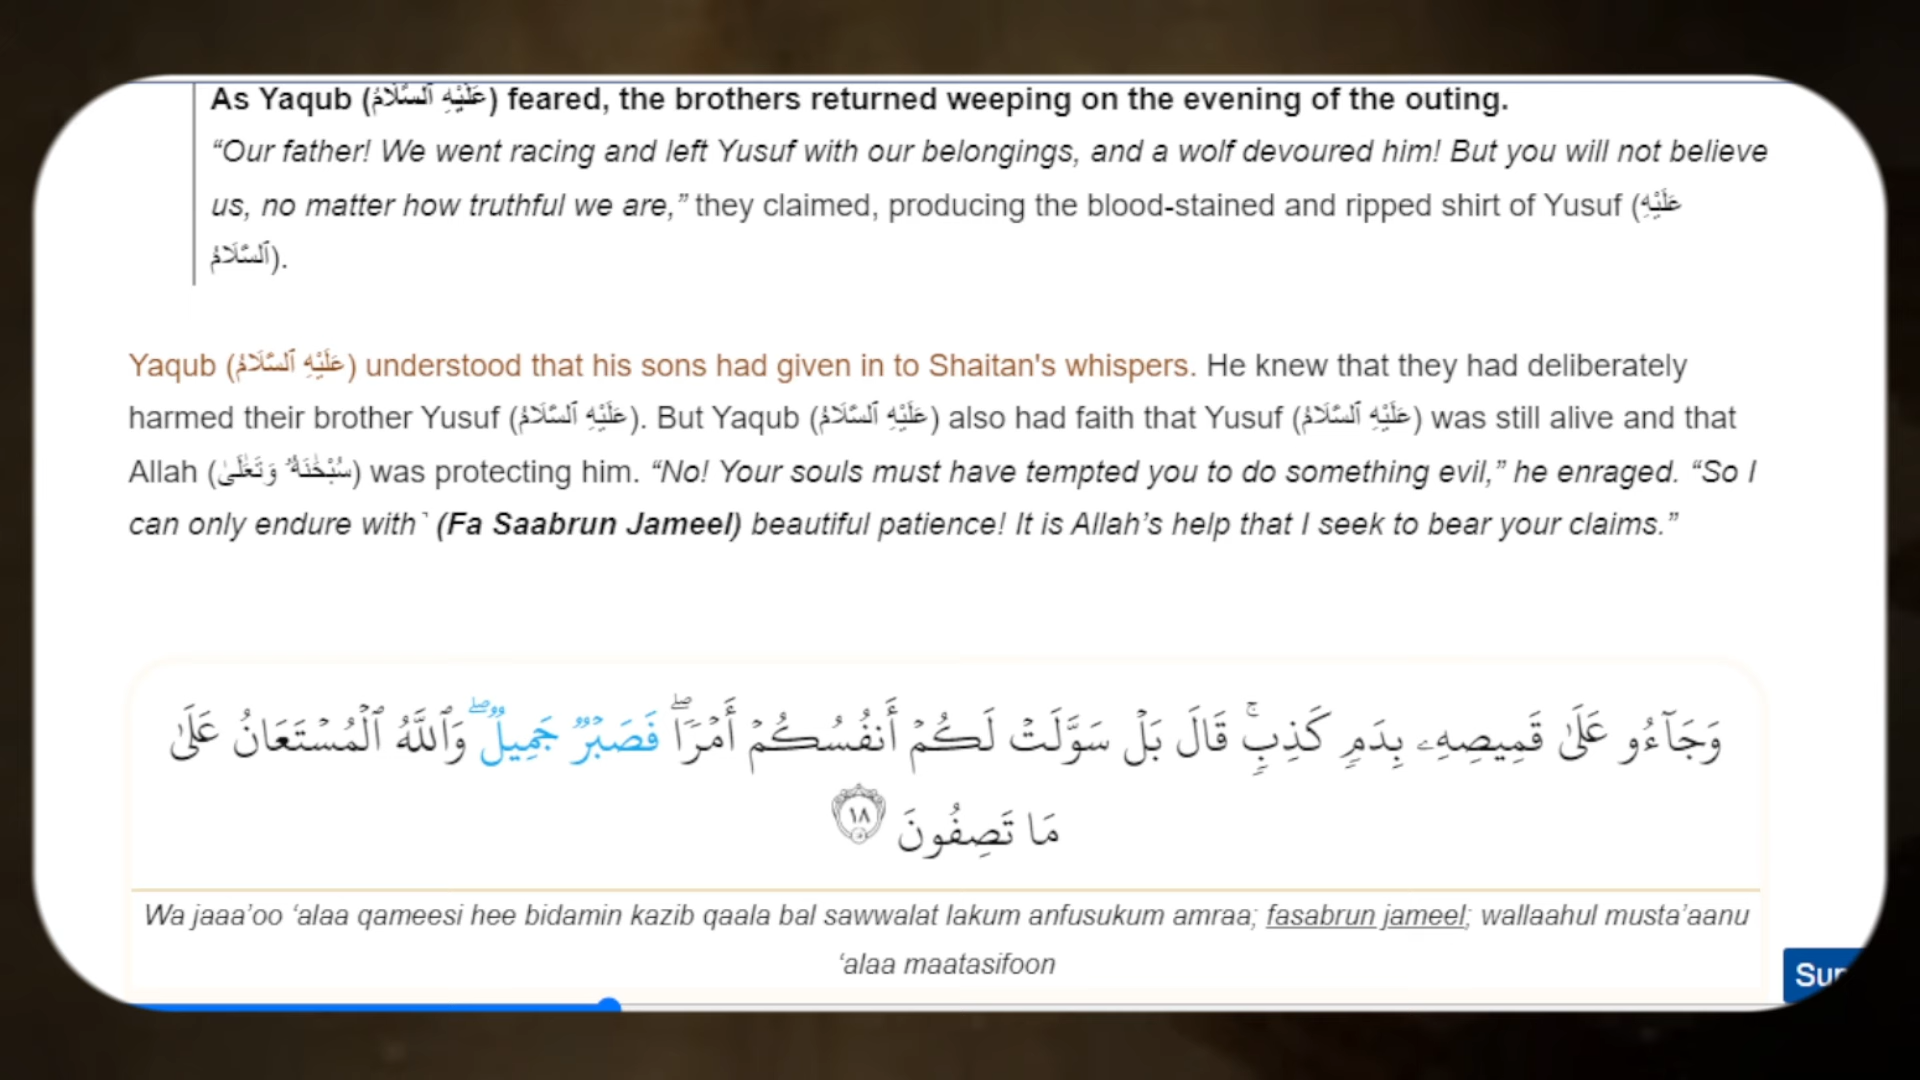 As Yaqub (عَلَيْهِ ٱلسَّلَامُ) feared, the brothers returned weeping on the evening of the outing.
“Our father! We went racing and left Yusuf with our belongings, and a wolf devoured him! But you will not believe
us, no matter how truthful we are,” they claimed, producing the blood-stained and ripped shirt of Yusuf (عَلَيْهِ
ٱلسَّلَامُ).
Yaqub (عَلَيْهِ ٱلسَّلَامُ) understood that his sons had given in to Shaitan's whispers. He knew that they had deliberately
harmed their brother Yusuf (عَلَيْهِ ٱلسَّلَامُ). But Yaqub (عَلَيْهِ ٱلسَّلَامُ) also had faith that Yusuf (عَلَيْهِ ٱلسَّلَامُ) was still alive and that
Allah (سُبْحَٰنَهُۥ وَتَعَٰلَىٰ) was protecting him. “No! Your souls must have tempted you to do something evil,” he enraged. “So I
can only endure with` (Fa Saabrun Jameel) beautiful patience! It is Allah’s help that I seek to bear your claims.”
وَجَآءُو عَلَىٰ قَمِيصِهِۦ بِدَمٍۢ كَذِبٍۢ ۚ قَالَ بَلْ سَوَّلَتْ لَكُمْ أَنفُسُكُمْ أَمْرًۭا ۖ فَصَبْرٌۭ جَمِيلٌۭ ۖ وَٱللَّهُ ٱلْمُسْتَعَانُ عَلَىٰ
مَا تَصِفُونَ ١٨
Wa jaaa’oo ‘alaa qameesi hee bidamin kazib qaala bal sawwalat lakum anfusukum amraa; fasabrun jameel; wallaahul musta’aanu
‘alaa maatasifoon